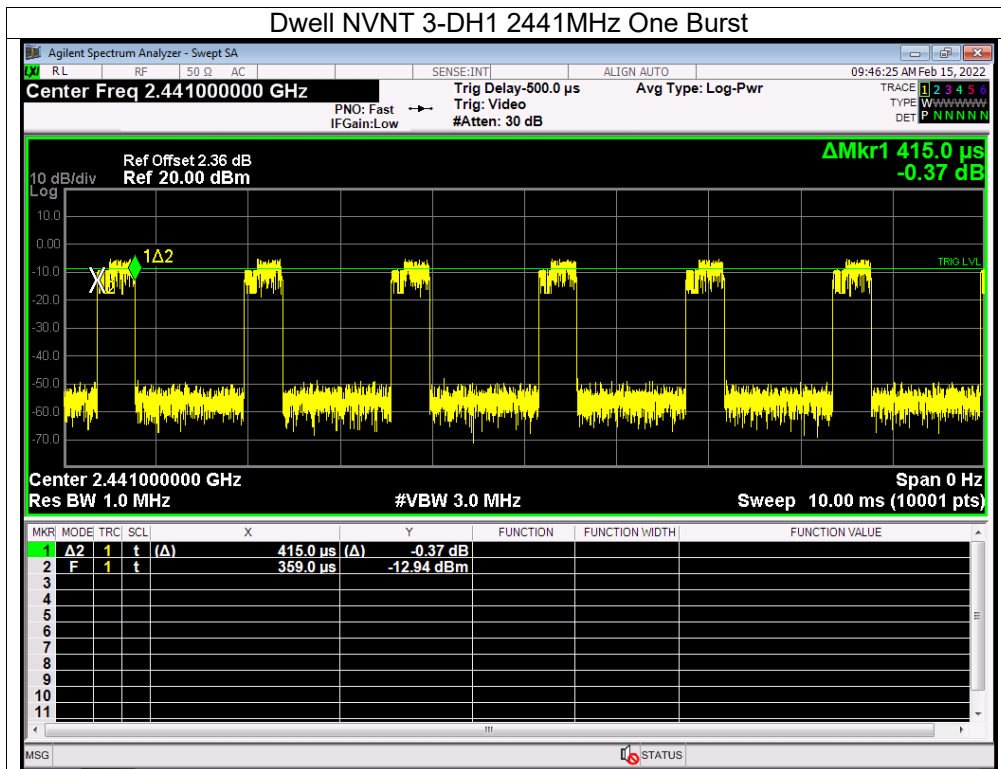 Dwell NVNT 3-DH1 2441MHz One Burst
Agilent Spectrum Analyzer - Swept SA
LXI RL RF 50 Ω AC SENSE:INT ALIGN AUTO 09:46:25 AM Feb 15, 2022
Center Freq 2.441000000 GHz Trig Delay-500.0 µs Avg Type: Log-Pwr TRACE 1 2 3 4 5 6
PNO: Fast Trig: Video TYPE WWWWWW
IFGain:Low #Atten: 30 dB DET P N N N N N
ΔMkr1 415.0 µs
-0.37 dB
Ref Offset 2.36 dB
10 dB/div Ref 20.00 dBm
Log
10.0
0.00
1Δ2
TRIG LVL
-10.0
-20.0
-30.0
-40.0
-50.0
-60.0
-70.0
Center 2.441000000 GHz Span 0 Hz
Res BW 1.0 MHz #VBW 3.0 MHz Sweep 10.00 ms (10001 pts)
MKR MODE TRC SCL X Y FUNCTION FUNCTION WIDTH FUNCTION VALUE
1 Δ2 1 t (Δ) 415.0 µs (Δ) -0.37 dB
2 F 1 t 359.0 µs -12.94 dBm
3
4
5
6
7
8
9
10
11
MSG STATUS